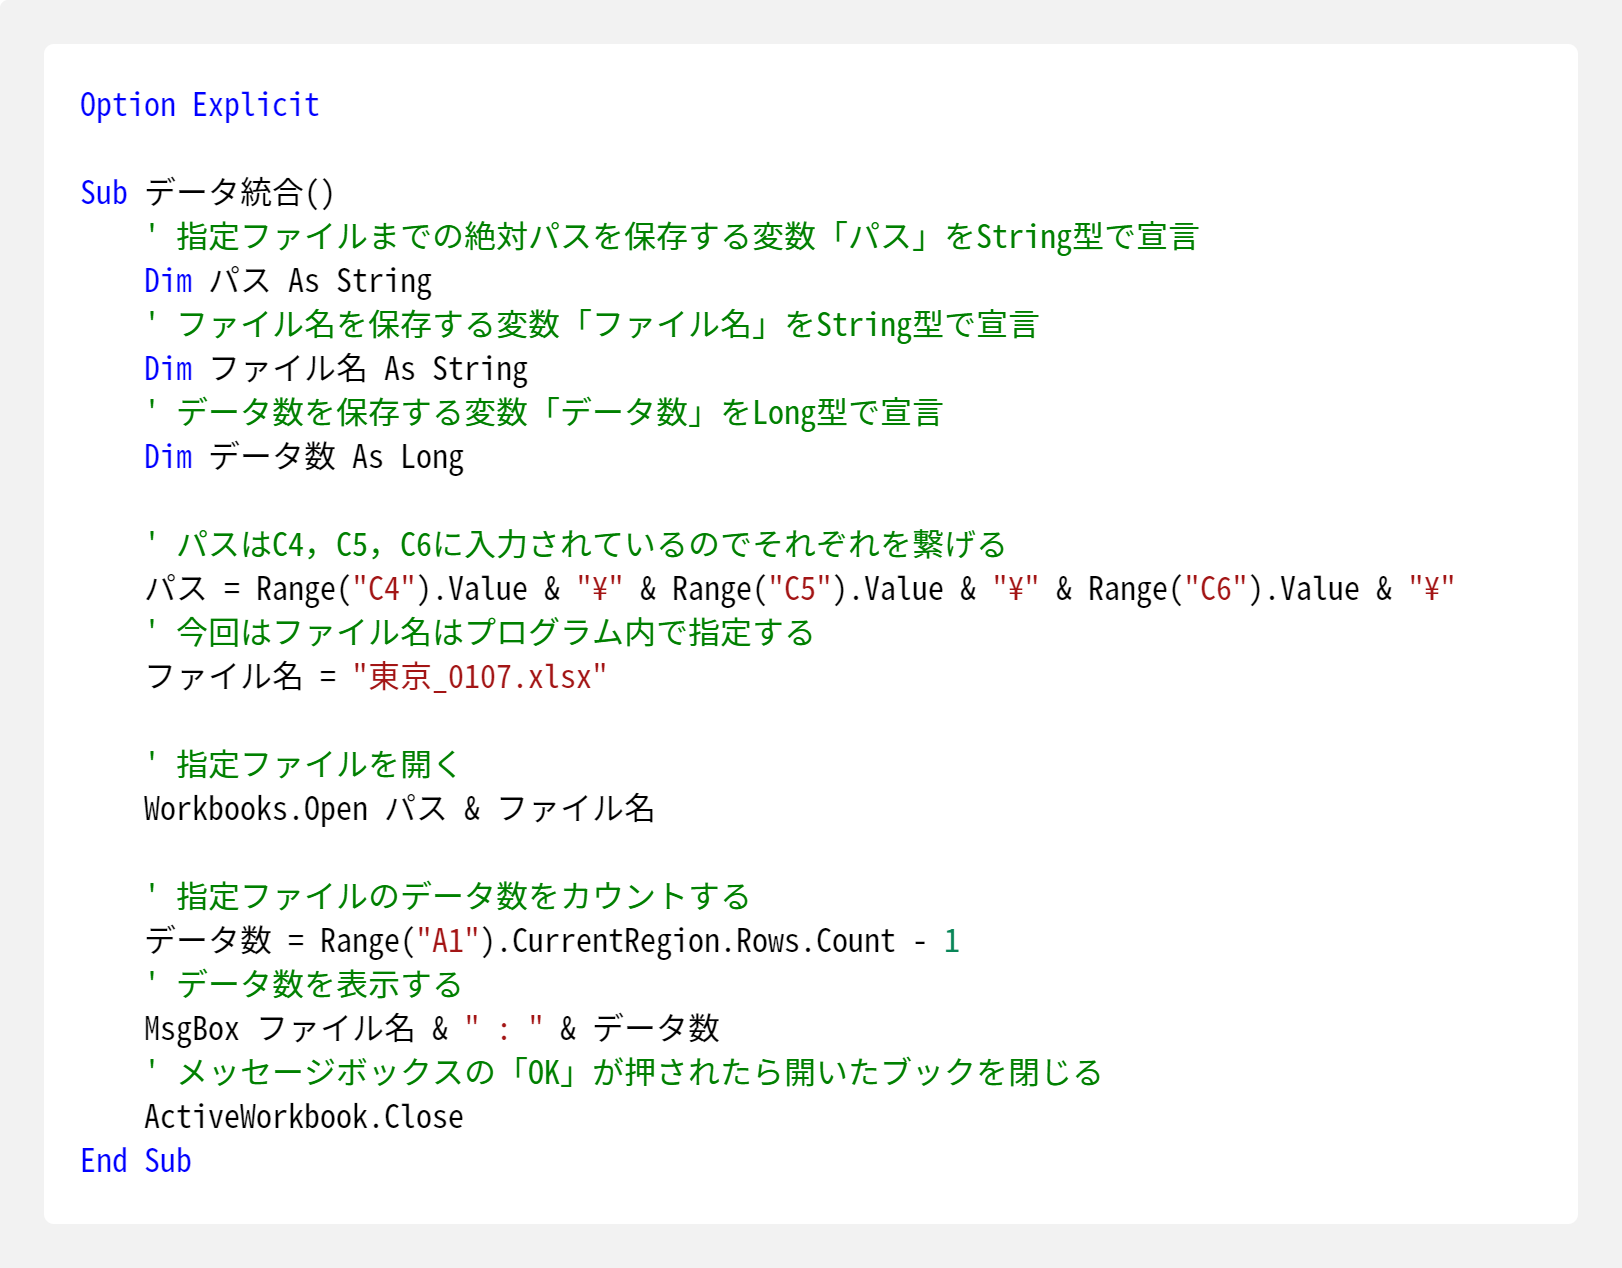 Option Explicit
Sub データ統合()
' 指定ファイルまでの絶対パスを保存する変数「パス」をString型で宣言
Dim パス As String
' ファイル名を保存する変数「ファイル名」をString型で宣言
Dim ファイル名 As String
' データ数を保存する変数「データ数」をLong型で宣言
Dim データ数 As Long
' パスはC4，C5，C6に入力されているのでそれぞれを繋げる
パス = Range("C4").Value & "¥" & Range("C5").Value & "¥" & Range("C6").Value & "¥"
' 今回はファイル名はプログラム内で指定する
ファイル名 = "東京_0107.xlsx"
' 指定ファイルを開く
Workbooks.Open パス & ファイル名
' 指定ファイルのデータ数をカウントする
データ数 = Range("A1").CurrentRegion.Rows.Count - 1
' データ数を表示する
MsgBox ファイル名 & " : " & データ数
' メッセージボックスの「OK」が押されたら開いたブックを閉じる
ActiveWorkbook.Close
End Sub